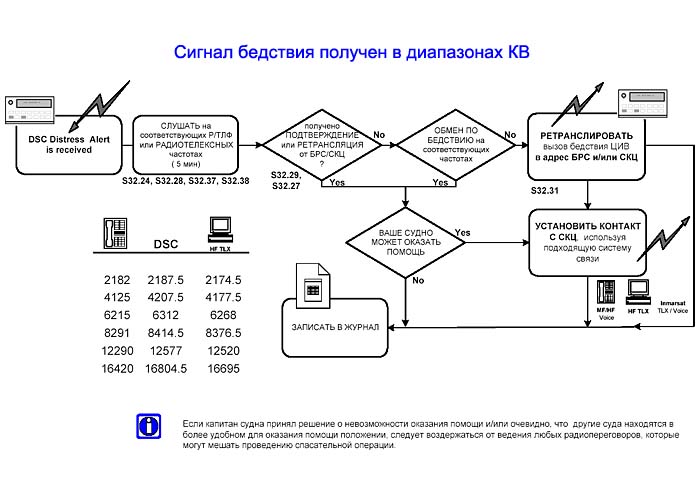 Сигнал бедствия получен в диапазонах КВ
DSC Distress Alert
is received
СЛУШАТЬ на
соответствующих Р/ТЛФ
или РАДИОТЕЛЕКСНЫХ
частотах
( 5 мин)
S32.24, S32.28, S32.37, S32.38
получено
ПОДТВЕРЖДЕНИЕ
или РЕТРАНСЛЯЦИЯ
от БРС/СКЦ
?
No
S32.29,
S32.27
Yes
ОБМЕН ПО
БЕДСТВИЮ на
соответствующих
частотах
No
Yes
РЕТРАНСЛИРОВАТЬ
вызов бедствия ЦИВ
в адрес БРС и/или СКЦ
S32.31
ВАШЕ СУДНО
МОЖЕТ ОКАЗАТЬ
ПОМОЩЬ
Yes
No
УСТАНОВИТЬ КОНТАКТ
С СКЦ, используя
подходящую систему
связи
MF/HF
Voice
HF TLX
Inmarsat
TLX / Voice
ЗАПИСАТЬ В ЖУРНАЛ
DSC
HF TLX
2182 2187.5 2174.5
4125 4207.5 4177.5
6215 6312 6268
8291 8414.5 8376.5
12290 12577 12520
16420 16804.5 16695
Если капитан судна принял решение о невозможности оказания помощи и/или очевидно, что другие суда находятся в
более удобном для оказания помощи положении, следует воздержаться от ведения любых радиопереговоров, которые
могут мешать проведению спасательной операции.